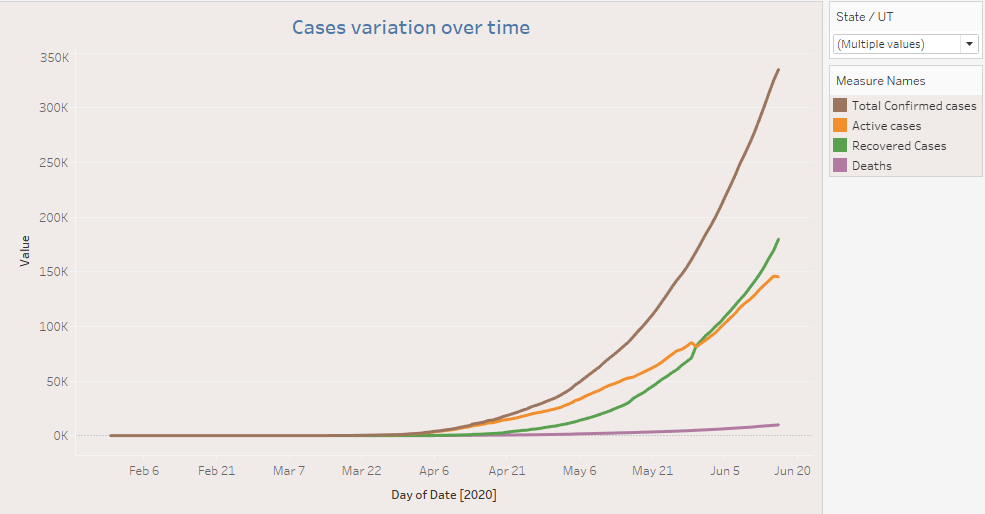 Cases variation over time
350K
300K
250K
200K
150K
100K
50K
0K
Value
Feb 6 Feb 21 Mar 7 Mar 22 Apr 6 Apr 21 May 6 May 21 Jun 5 Jun 20
Day of Date [2020]
State / UT
(Multiple values)
Measure Names
Total Confirmed cases
Active cases
Recovered Cases
Deaths